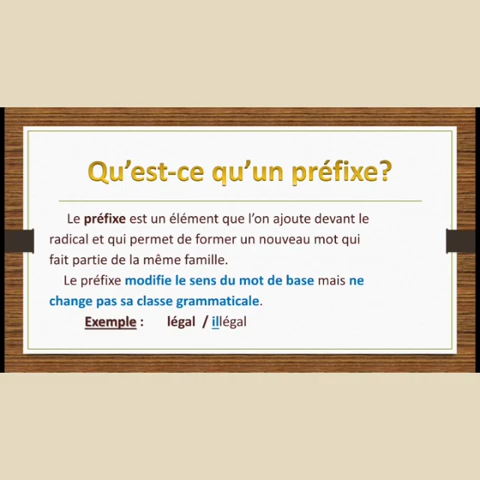 Qu’est-ce qu’un préfixe?
Le préfixe est un élément que l’on ajoute devant le
radical et qui permet de former un nouveau mot qui
fait partie de la même famille.
Le préfixe modifie le sens du mot de base mais ne
change pas sa classe grammaticale.
Exemple : légal / illégal